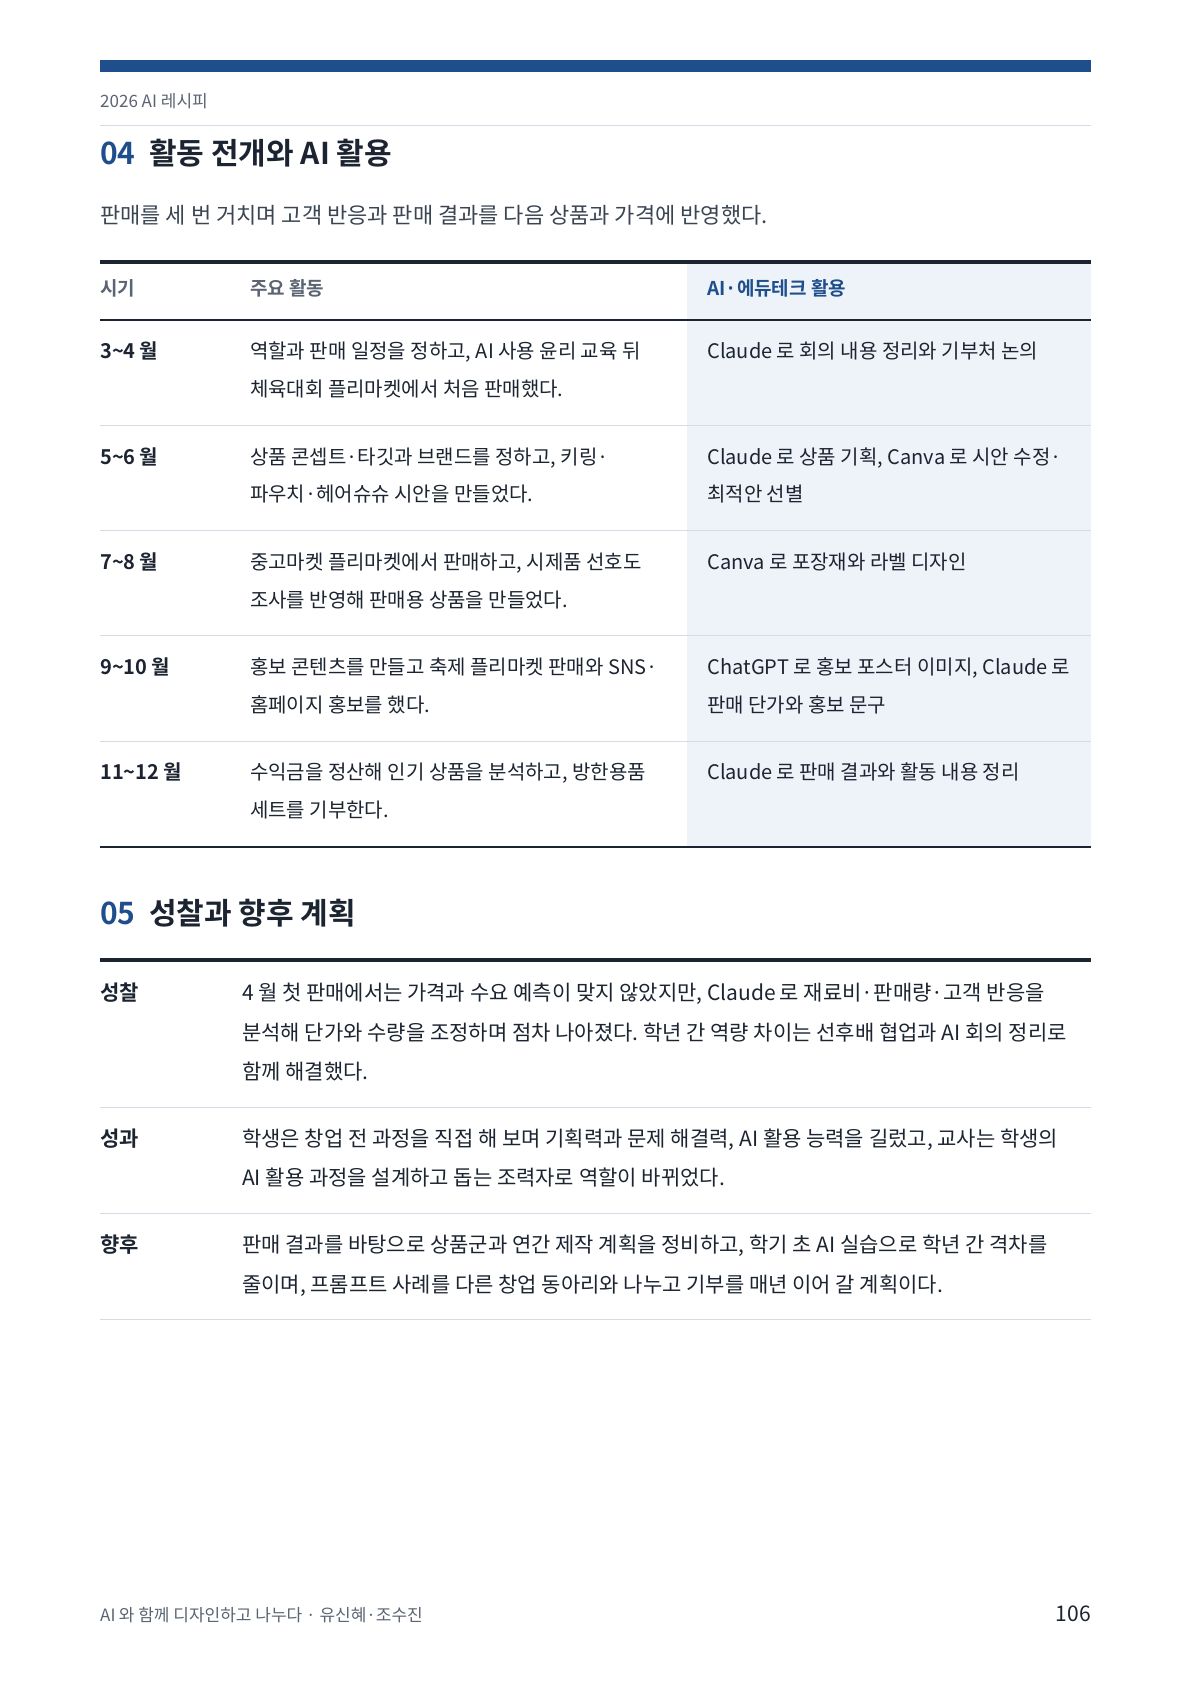 2026 AI 레시피
04 활동 전개와 AI 활용
판매를 세 번 거치며 고객 반응과 판매 결과를 다음 상품과 가격에 반영했다.
시기 주요 활동 AI·에듀테크 활용
3~4 월 역할과 판매 일정을 정하고, AI 사용 윤리 교육 뒤 Claude 로 회의 내용 정리와 기부처 논의
체육대회 플리마켓에서 처음 판매했다.
5~6 월 상품 콘셉트·타깃과 브랜드를 정하고, 키링· Claude 로 상품 기획, Canva 로 시안 수정·
파우치·헤어슈슈 시안을 만들었다. 최적안 선별
7~8 월 중고마켓 플리마켓에서 판매하고, 시제품 선호도 Canva 로 포장재와 라벨 디자인
조사를 반영해 판매용 상품을 만들었다.
9~10 월 홍보 콘텐츠를 만들고 축제 플리마켓 판매와 SNS· ChatGPT 로 홍보 포스터 이미지, Claude 로
홈페이지 홍보를 했다. 판매 단가와 홍보 문구
11~12 월 수익금을 정산해 인기 상품을 분석하고, 방한용품 Claude 로 판매 결과와 활동 내용 정리
세트를 기부한다.
05 성찰과 향후 계획
성찰 4 월 첫 판매에서는 가격과 수요 예측이 맞지 않았지만, Claude 로 재료비·판매량·고객 반응을
분석해 단가와 수량을 조정하며 점차 나아졌다. 학년 간 역량 차이는 선후배 협업과 AI 회의 정리로
함께 해결했다.
성과 학생은 창업 전 과정을 직접 해 보며 기획력과 문제 해결력, AI 활용 능력을 길렀고, 교사는 학생의
AI 활용 과정을 설계하고 돕는 조력자로 역할이 바뀌었다.
향후 판매 결과를 바탕으로 상품군과 연간 제작 계획을 정비하고, 학기 초 AI 실습으로 학년 간 격차를
줄이며, 프롬프트 사례를 다른 창업 동아리와 나누고 기부를 매년 이어 갈 계획이다.
AI 와 함께 디자인하고 나누다 · 유신혜·조수진 106